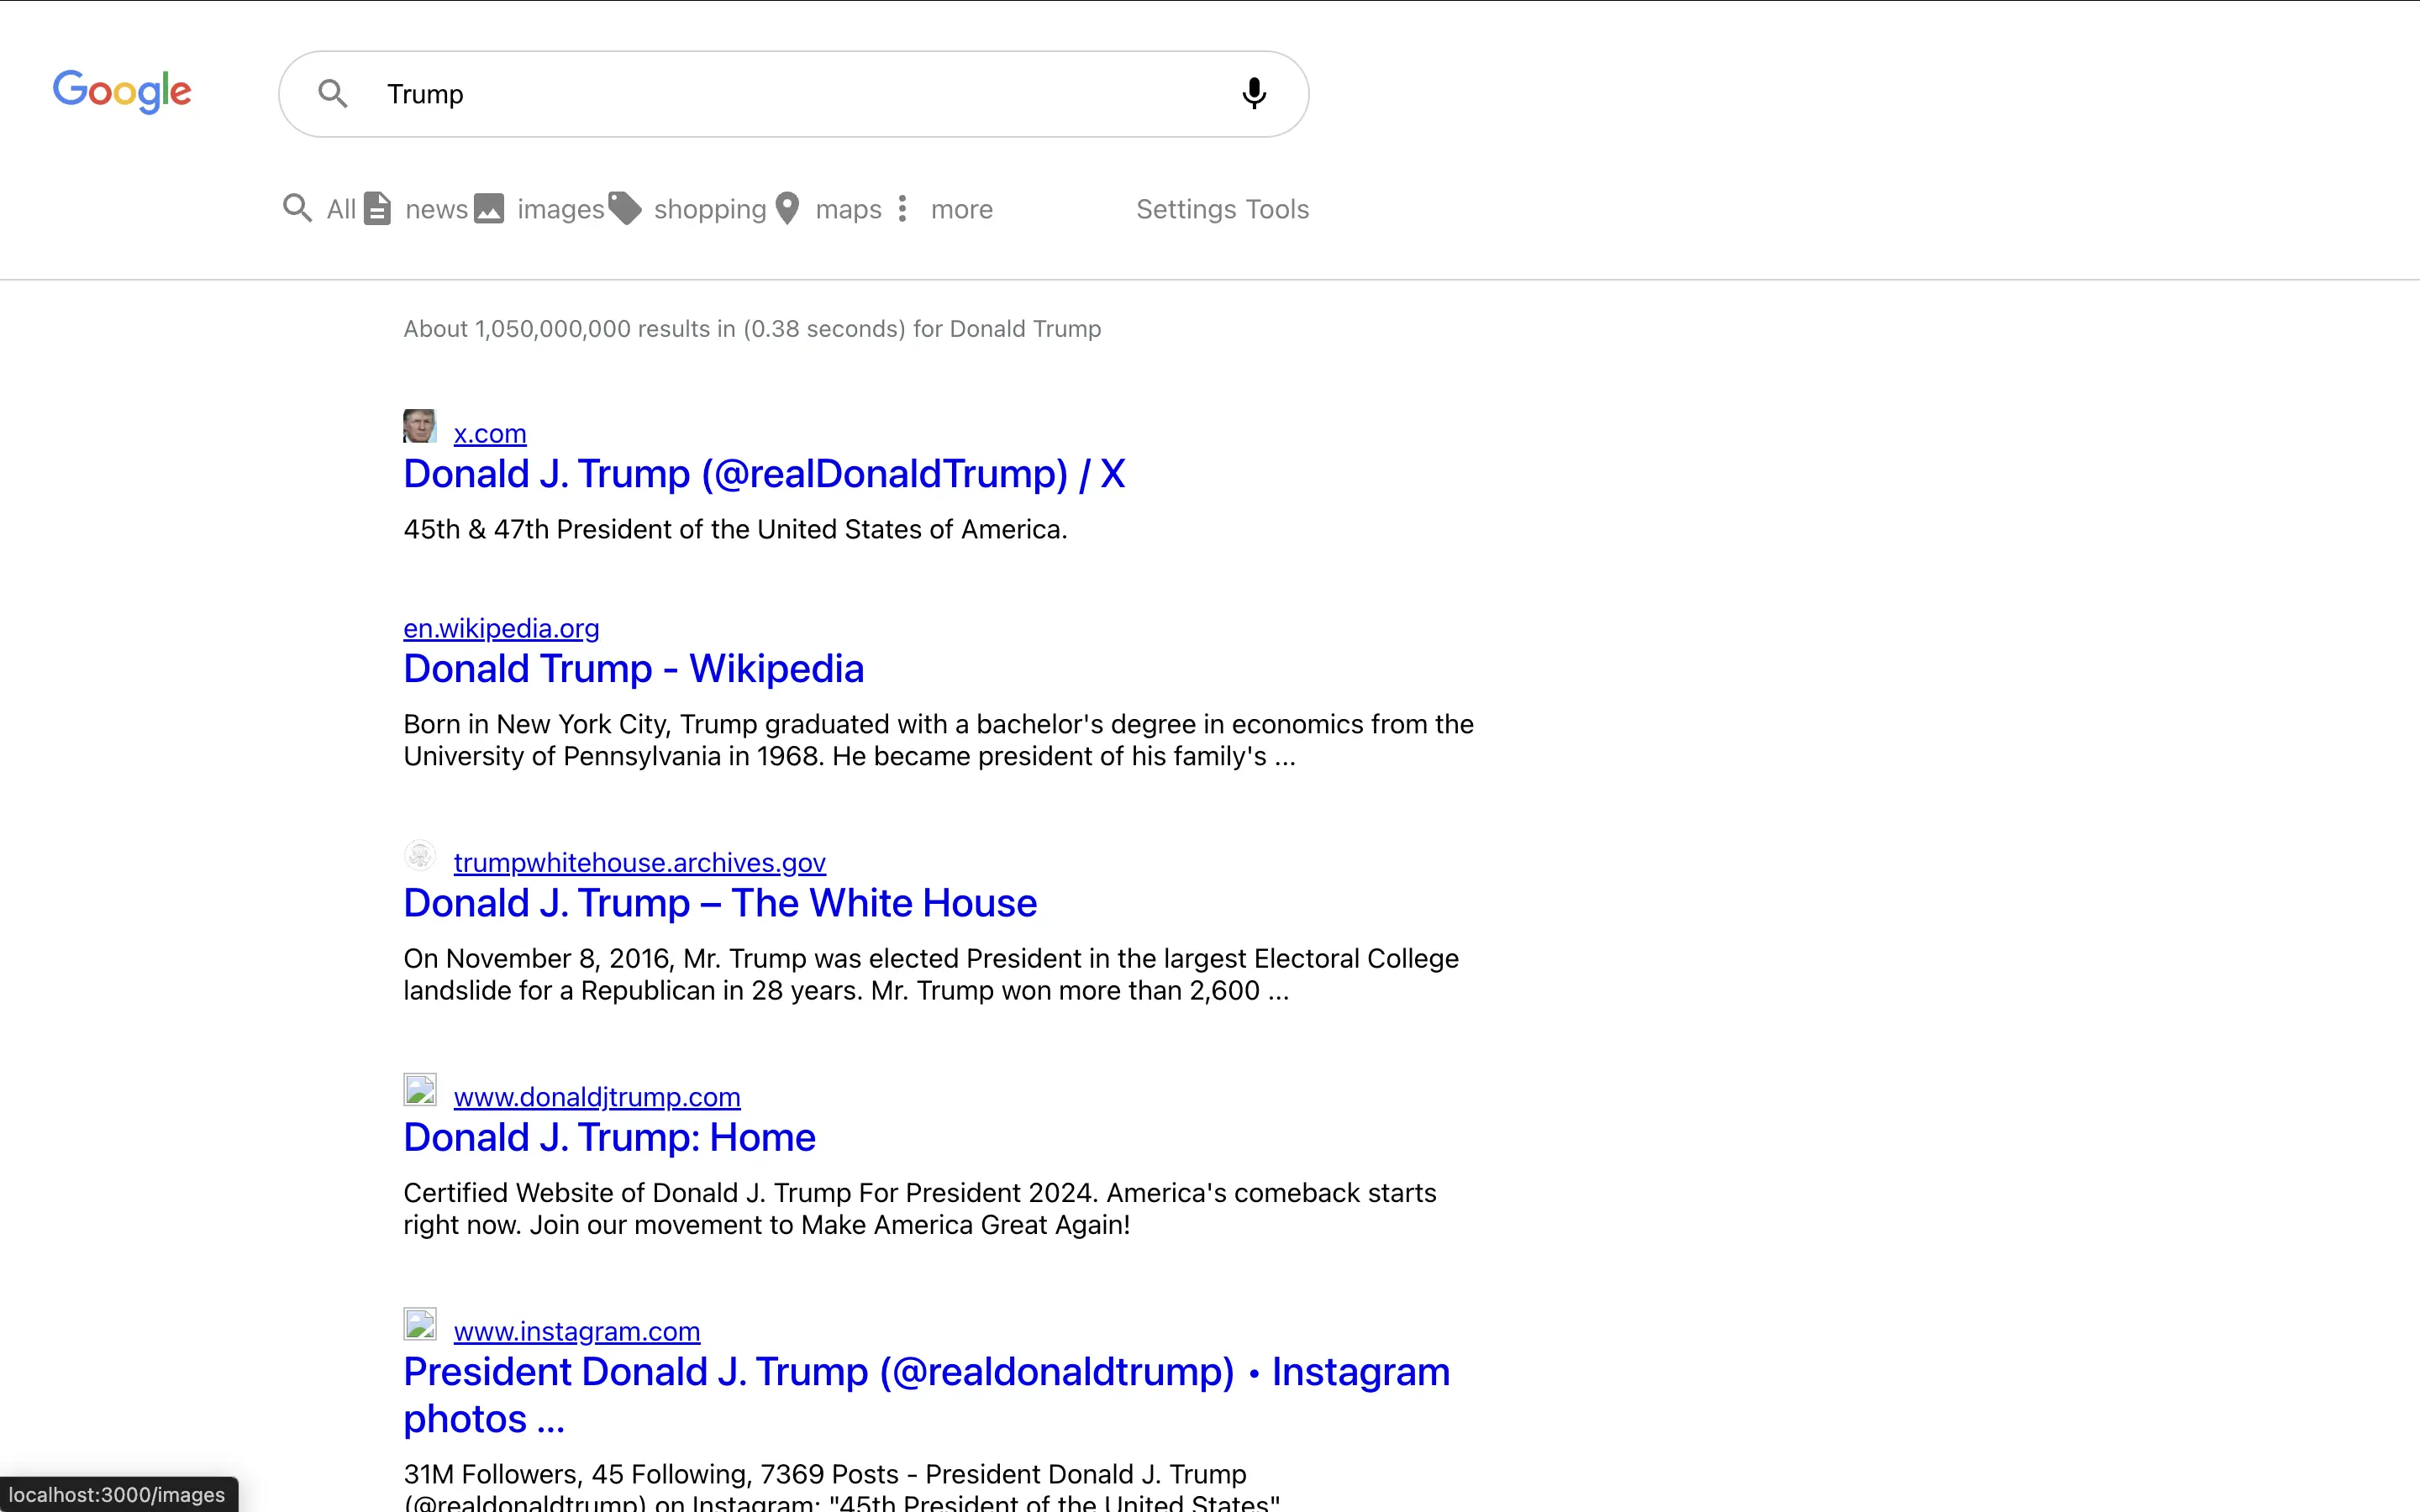 Google
Trump
All news images shopping maps more Settings Tools
About 1,050,000,000 results in (0.38 seconds) for Donald Trump
x.com
Donald J. Trump (@realDonaldTrump) / X
45th & 47th President of the United States of America.
en.wikipedia.org
Donald Trump - Wikipedia
Born in New York City, Trump graduated with a bachelor's degree in economics from the
University of Pennsylvania in 1968. He became president of his family's ...
trumpwhitehouse.archives.gov
Donald J. Trump – The White House
On November 8, 2016, Mr. Trump was elected President in the largest Electoral College
landslide for a Republican in 28 years. Mr. Trump won more than 2,600 ...
www.donaldjtrump.com
Donald J. Trump: Home
Certified Website of Donald J. Trump For President 2024. America's comeback starts
right now. Join our movement to Make America Great Again!
www.instagram.com
President Donald J. Trump (@realdonaldtrump) • Instagram
photos ...
31M Followers, 45 Following, 7369 Posts - President Donald J. Trump
(@realdonaldtrump) on Instagram: "45th President of the United States"
localhost:3000/images